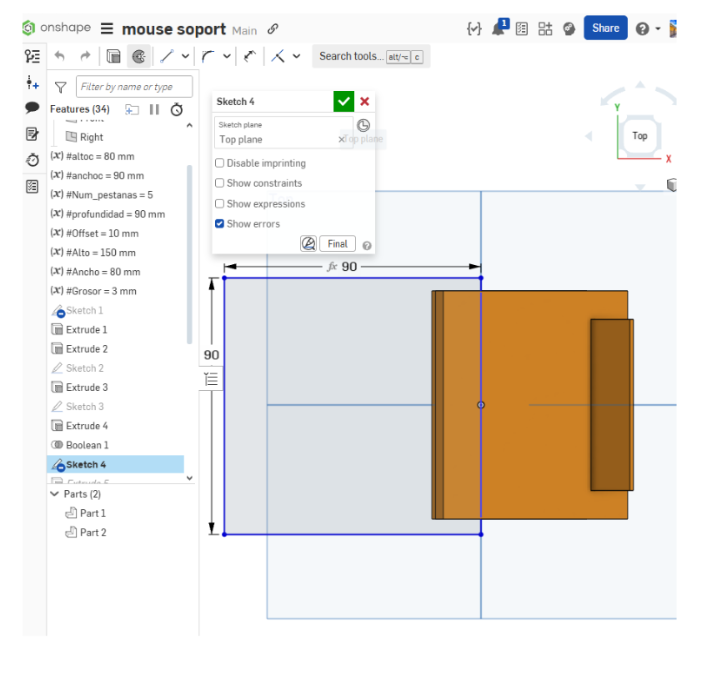 onshape mouse soport Main Share
Search tools... alt/⌥ c
Filter by name or type
Features (34)
Right
(x) #altoc = 80 mm
(x) #anchoc = 90 mm
(x) #Num_pestanas = 5
(x) #profundidad = 90 mm
(x) #Offset = 10 mm
(x) #Alto = 150 mm
(x) #Ancho = 80 mm
(x) #Grosor = 3 mm
Sketch 1
Extrude 1
Extrude 2
Sketch 2
Extrude 3
Sketch 3
Extrude 4
Boolean 1
Sketch 4
Parts (2)
Part 1
Part 2
Sketch 4
Sketch plane
Top plane
Top plane
Disable imprinting
Show constraints
Show expressions
Show errors
Final
fx 90
90
Y
Top
X
1